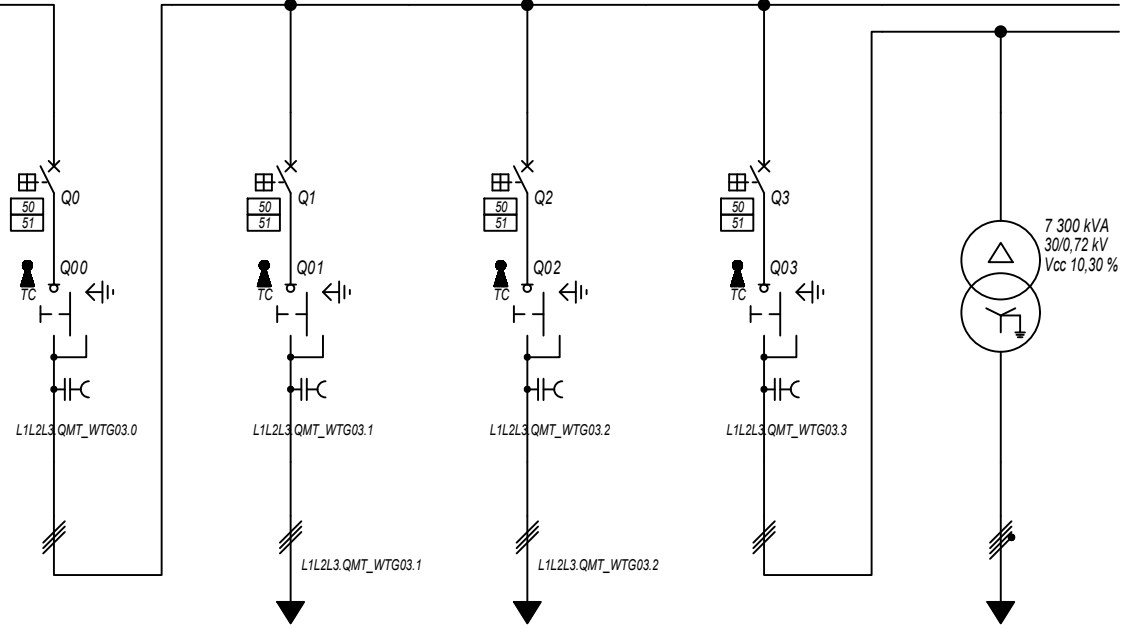 Q0
50
51
Q00
TC
L1L2L3.QMT_WTG03.0
Q1
50
51
Q01
TC
L1L2L3.QMT_WTG03.1
L1L2L3.QMT_WTG03.1
Q2
50
51
Q02
TC
L1L2L3.QMT_WTG03.2
L1L2L3.QMT_WTG03.2
Q3
50
51
Q03
TC
L1L2L3.QMT_WTG03.3
7 300 kVA
30/0,72 kV
Vcc 10,30 %